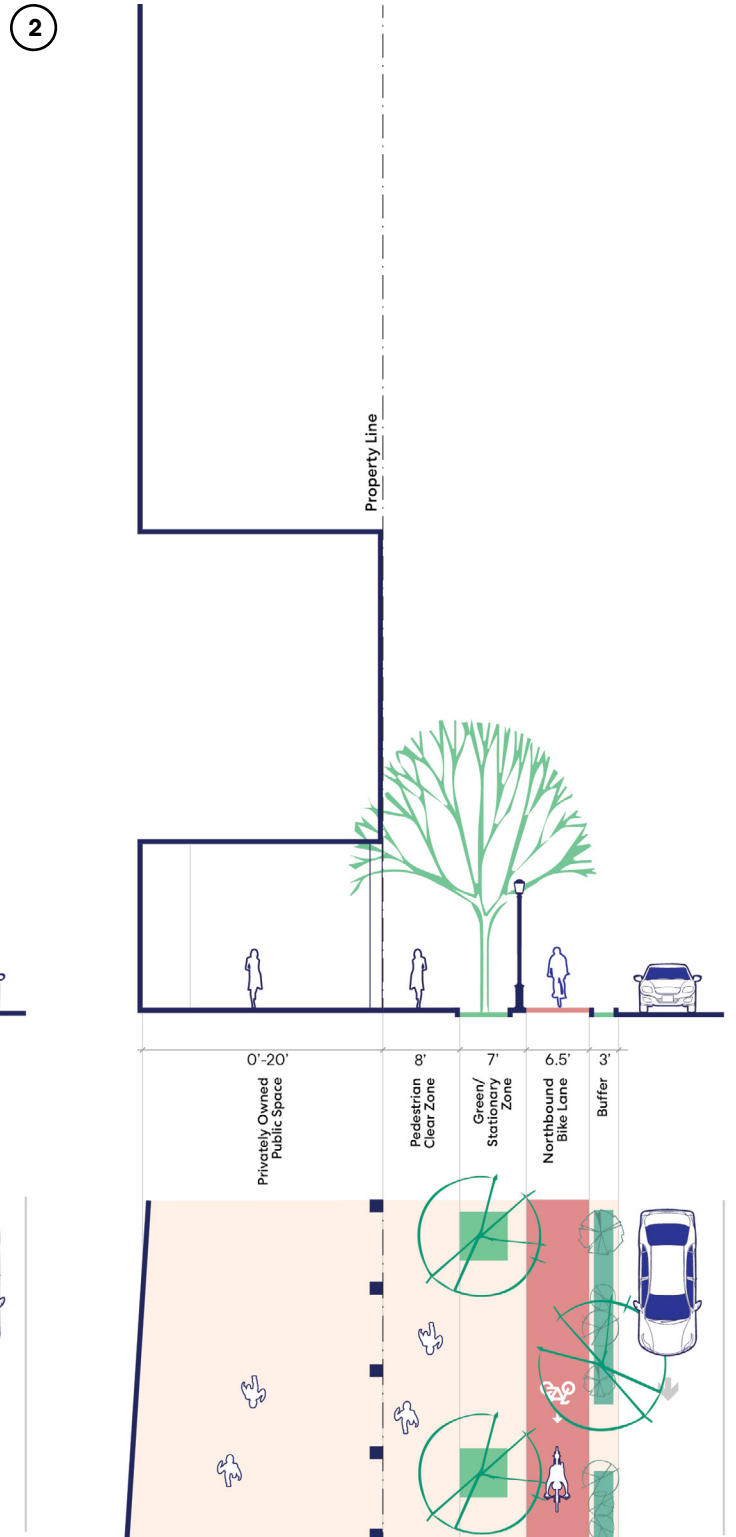 2
Property Line
0'-20'
8'
7'
6.5'
3'
Privately Owned
Public Space
Pedestrian
Clear Zone
Green/
Stationary
Zone
Northbound
Bike Lane
Buffer